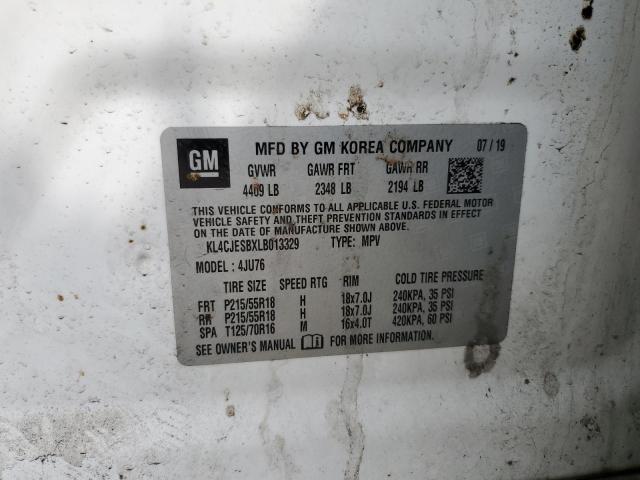 GM
MFD BY GM KOREA COMPANY 07/19
GVWR GAWR FRT GAWR RR
4409 LB 2348 LB 2194 LB
THIS VEHICLE CONFORMS TO ALL APPLICABLE U.S. FEDERAL MOTOR
VEHICLE SAFETY AND THEFT PREVENTION STANDARDS IN EFFECT
ON THE DATE OF MANUFACTURE SHOWN ABOVE.
KL4CJESBXLB013329 TYPE: MPV
MODEL: 4JU76
TIRE SIZE SPEED RTG RIM COLD TIRE PRESSURE
FRT P215/55R18 H 18x7.0J 240KPA, 35 PSI
RR P215/55R18 H 18x7.0J 240KPA, 35 PSI
SPA T125/70R16 M 16x4.0T 420KPA, 60 PSI
SEE OWNER'S MANUAL FOR MORE INFORMATION.